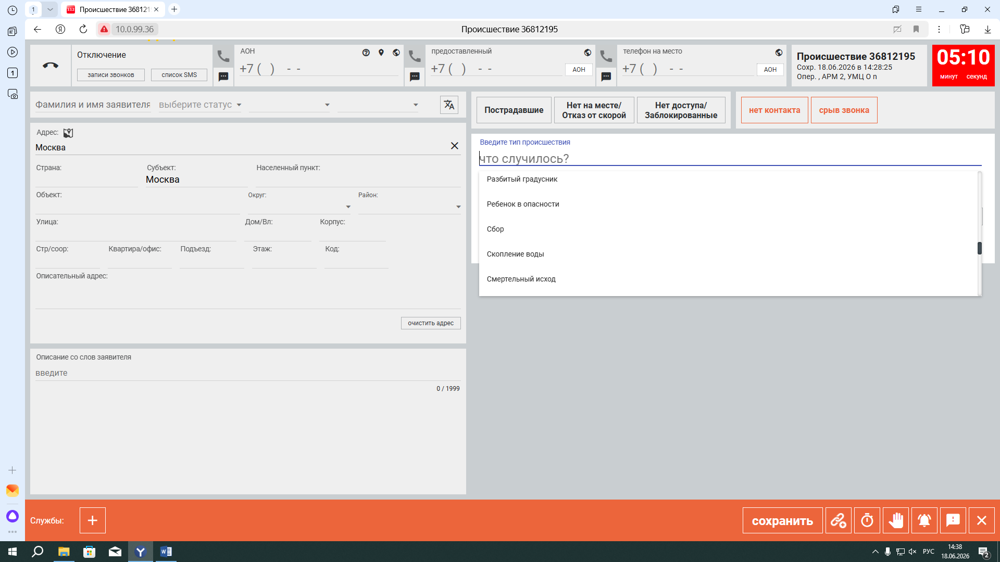 1
112
Происшествие 368121
10.0.99.36
Происшествие 36812195
1
Отключение
записи звонков
список SMS
АОН
+7 ( ) - -
предоставленный
+7 ( ) - -
АОН
телефон на место
+7 ( ) - -
АОН
Происшествие 36812195
Сохр. 18.06.2026 в 14:28:25
Опер. , АРМ 2, УМЦ О п
05:10
минут секунд
Фамилия и имя заявителя
выберите статус
Пострадавшие
Нет на месте/
Отказ от скорой
Нет доступа/
Заблокированные
нет контакта
срыв звонка
Адрес:
Москва
Страна:
Субъект:
Москва
Населенный пункт:
Объект:
Округ:
Район:
Улица:
Дом/Вл:
Корпус:
Стр/соор:
Квартира/офис:
Подъезд:
Этаж:
Код:
Описательный адрес:
очистить адрес
Введите тип происшествия
что случилось?
Разбитый градусник
Ребенок в опасности
Сбор
Скопление воды
Смертельный исход
Описание со слов заявителя
введите
0 / 1999
Службы:
сохранить
РУС
14:38
18.06.2026
2